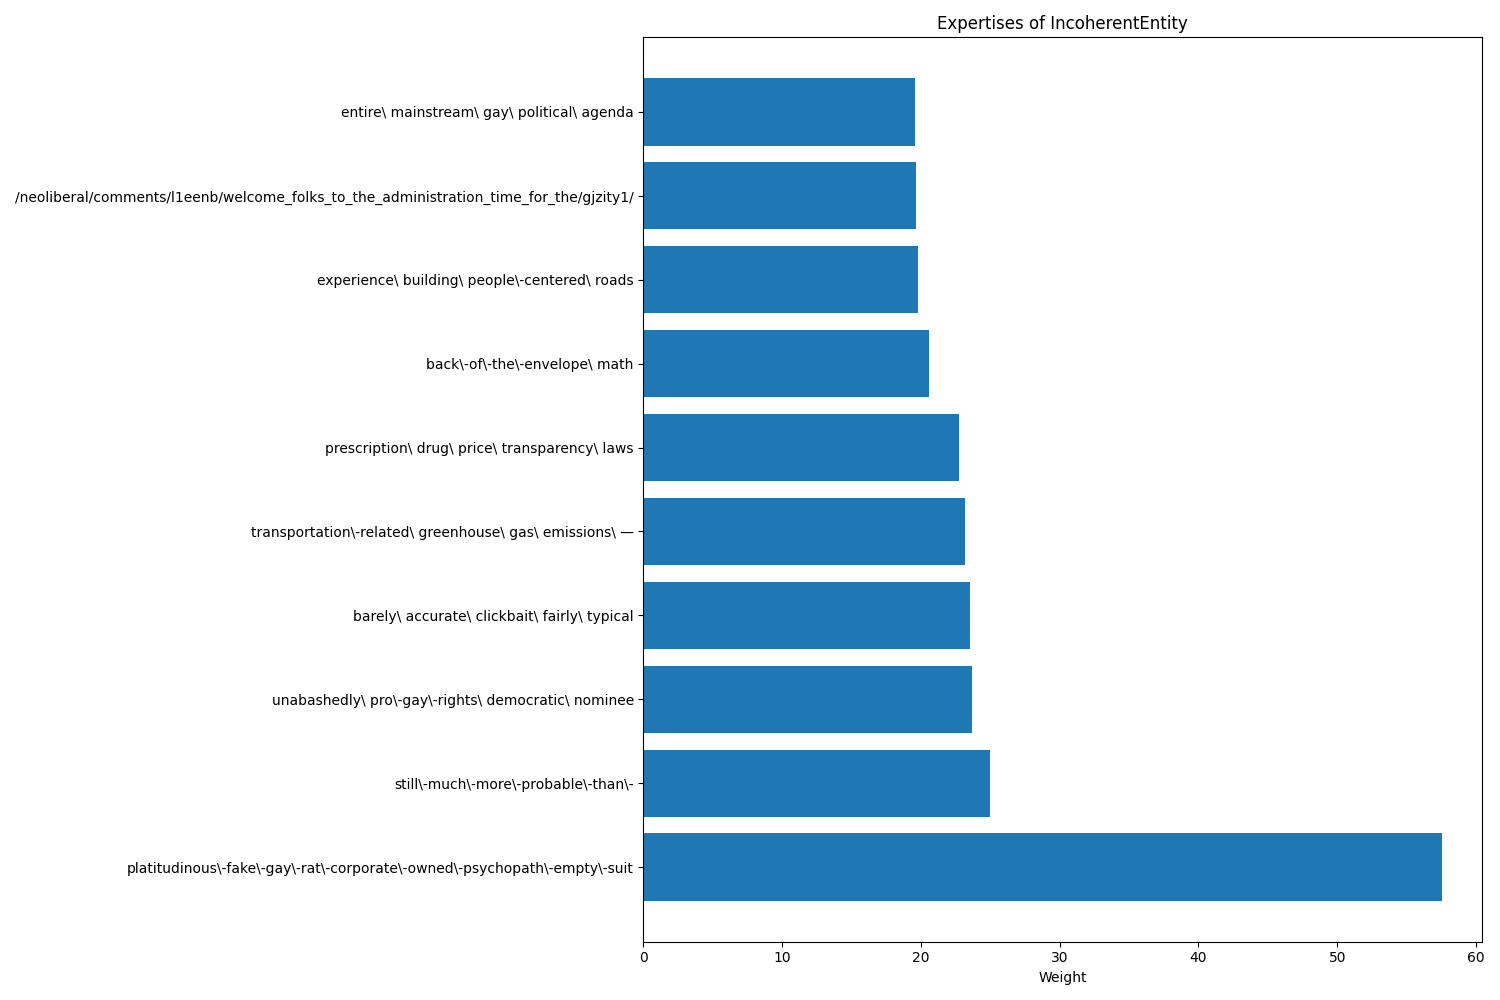 Expertises of IncoherentEntity
entire\ mainstream\ gay\ political\ agenda
/neoliberal/comments/l1eenb/welcome_folks_to_the_administration_time_for_the/gjzity1/
experience\ building\ people\-centered\ roads
back\-of\-the\-envelope\ math
prescription\ drug\ price\ transparency\ laws
transportation\-related\ greenhouse\ gas\ emissions\ —
barely\ accurate\ clickbait\ fairly\ typical
unabashedly\ pro\-gay\-rights\ democratic\ nominee
still\-much\-more\-probable\-than\-
platitudinous\-fake\-gay\-rat\-corporate\-owned\-psychopath\-empty\-suit
0 10 20 30 40 50 60
Weight